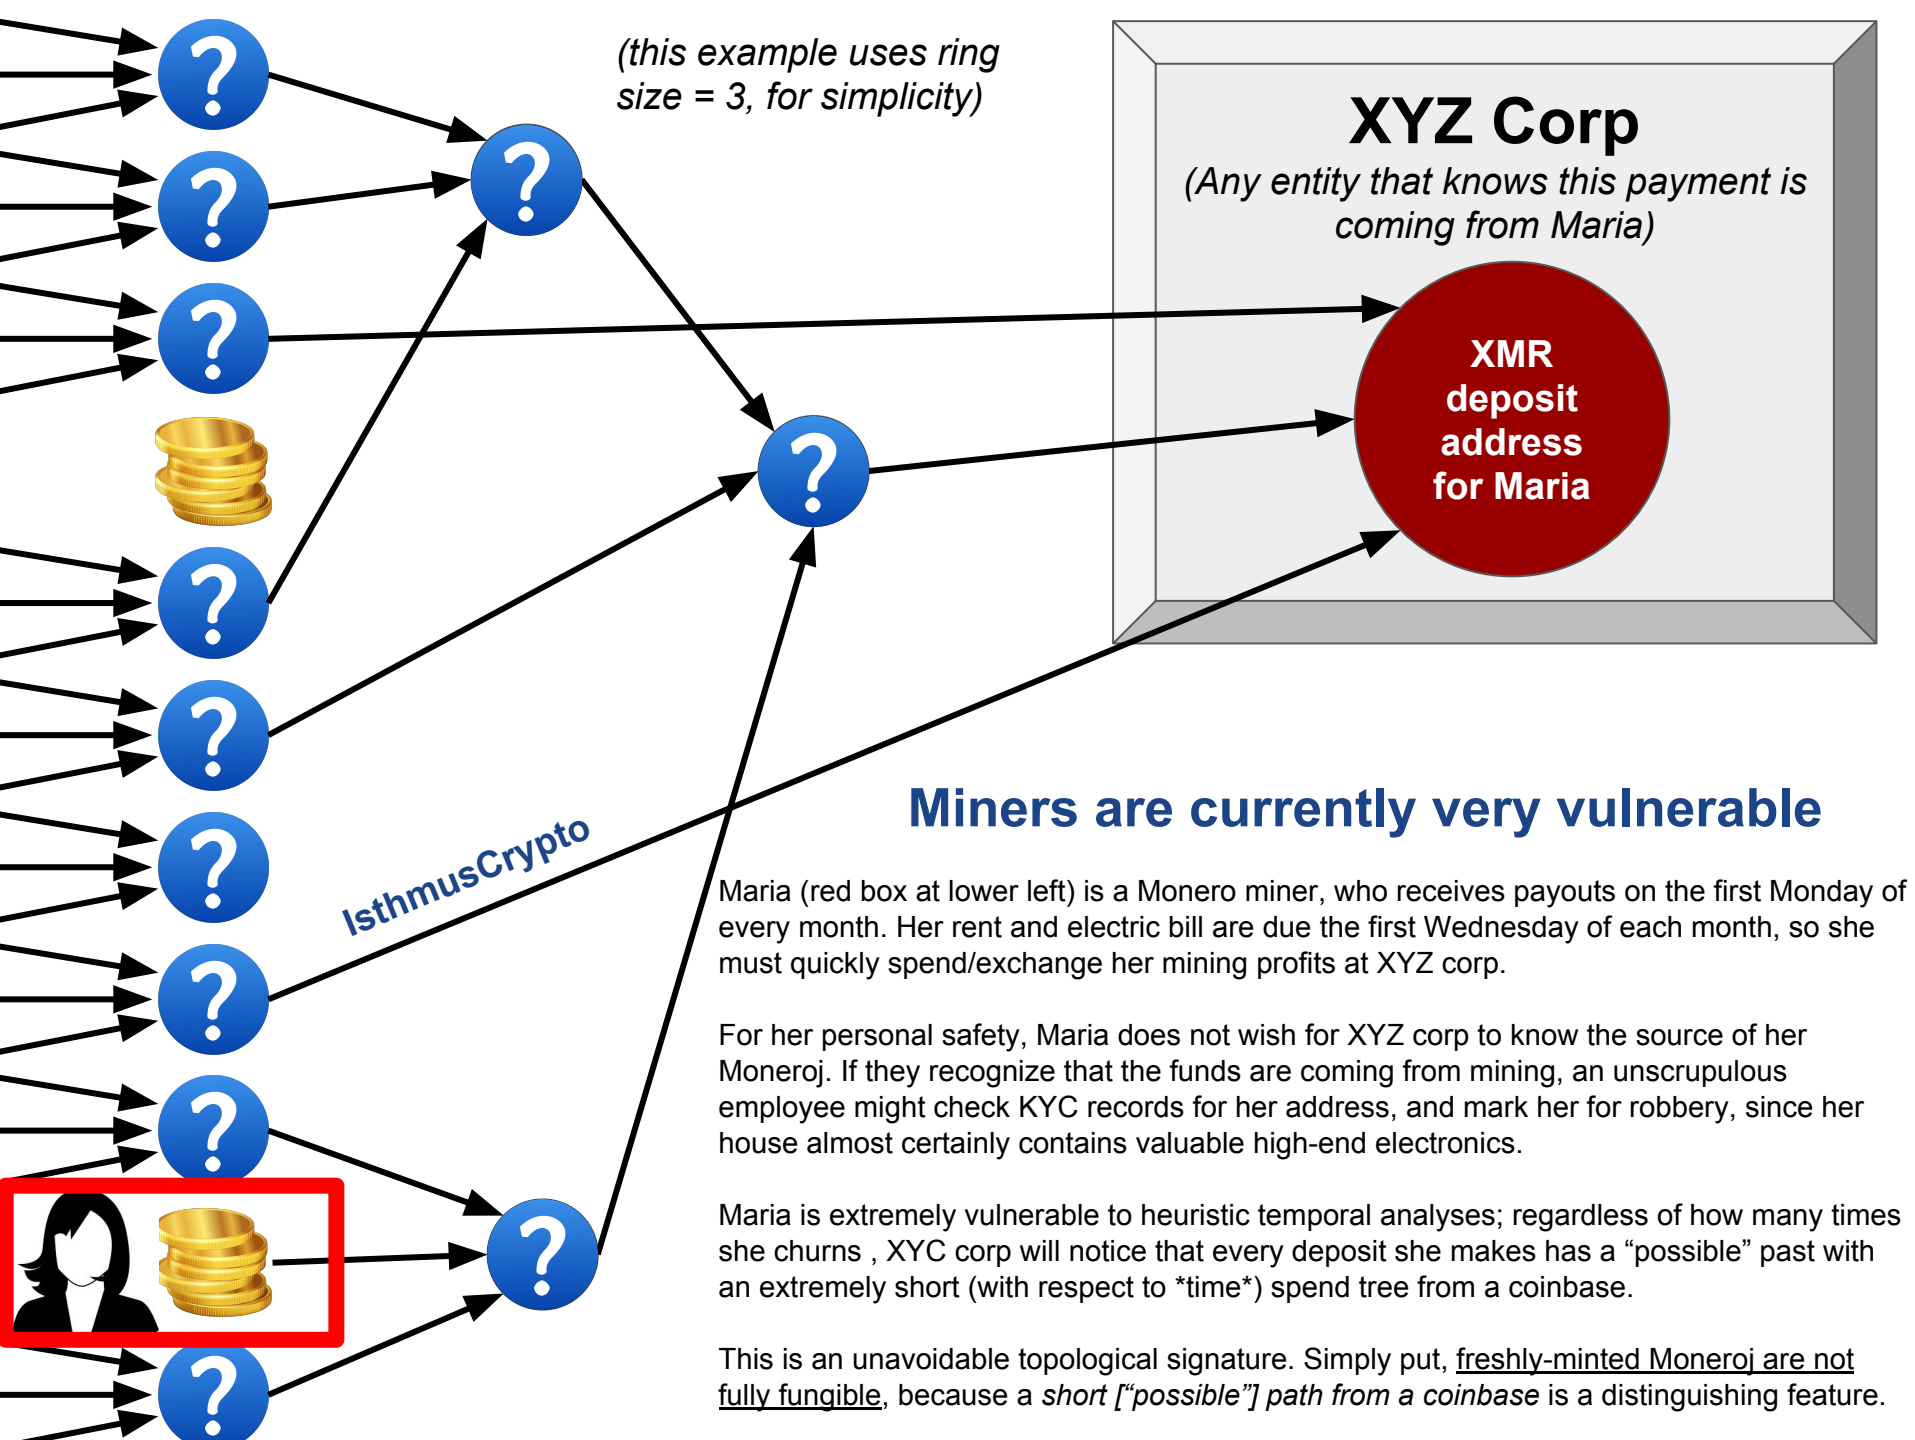 (this example uses ring
size = 3, for simplicity)
XYZ Corp
(Any entity that knows this payment is
coming from Maria)
XMR
deposit
address
for Maria
IsthmusCrypto
Miners are currently very vulnerable
Maria (red box at lower left) is a Monero miner, who receives payouts on the first Monday of
every month. Her rent and electric bill are due the first Wednesday of each month, so she
must quickly spend/exchange her mining profits at XYZ corp.
For her personal safety, Maria does not wish for XYZ corp to know the source of her
Moneroj. If they recognize that the funds are coming from mining, an unscrupulous
employee might check KYC records for her address, and mark her for robbery, since her
house almost certainly contains valuable high-end electronics.
Maria is extremely vulnerable to heuristic temporal analyses; regardless of how many times
she churns , XYC corp will notice that every deposit she makes has a “possible” past with
an extremely short (with respect to *time*) spend tree from a coinbase.
This is an unavoidable topological signature. Simply put, freshly-minted Moneroj are not
fully fungible, because a short [“possible”] path from a coinbase is a distinguishing feature.
? ? ? ? ? ? ? ? ? ? ? ? ?